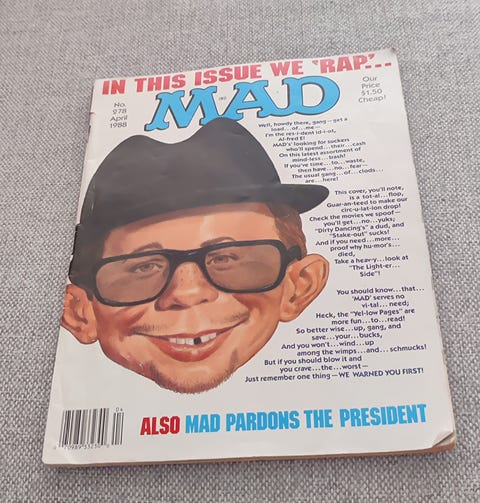 IN THIS ISSUE WE 'RAP'...
MAD
No.
278
April
1988
Our
Price
$1.50
Cheap!
Well, howdy there, gang—get a
load...of...me—
I'm the res-i-dent id-i-ot,
Al-fred E!
MAD's' looking for suckers
who'll spend...their...cash
On this latest assortment of
mind-less...trash!
If you've time...to...waste,
then have...no...fear—
The usual gang...of...clods...
are...here!
This cover, you'll note,
is a tot-al...flop,
Guar-an-teed to make our
circ-u-lat-ion drop!
Check the movies we spoof—
you'll get...no...yuks;
"Dirty Dancing's" a dud, and
"Stake-out" sucks!
And if you need...more...
proof why hu-mor's...
died,
Take a heav-y...look at
"The Light-er...
Side"!
You should know...that...
'MAD' serves no
vi-tal...need;
Heck, the "Yel-low Pages" are
more fun...to...read!
So better wise...up, gang, and
save...your...bucks,
And you won't...wind...up
among the wimps...and...schmucks!
But if you should blow it and
you crave...the...worst—
Just remember one thing—WE WARNED YOU FIRST!
04
ALSO MAD PARDONS THE PRESIDENT